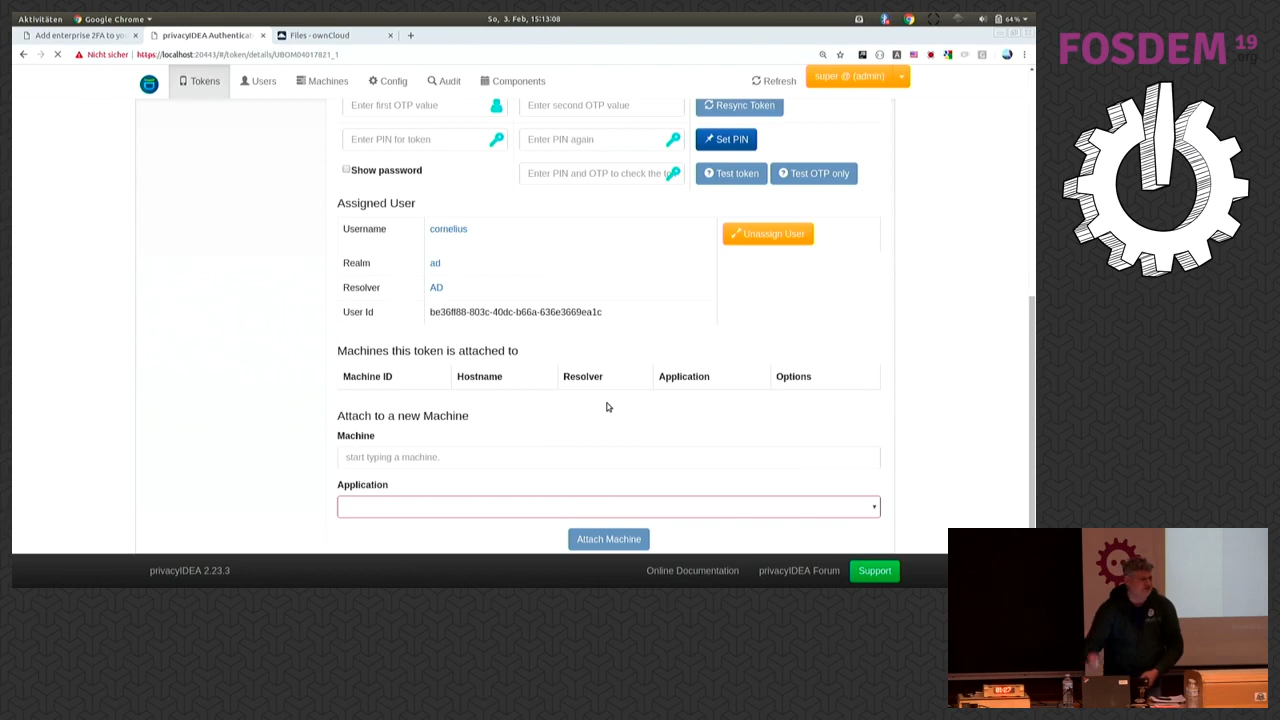 Aktivitäten Google Chrome So, 3. Feb, 15:13:08 64%
Add enterprise 2FA to yo privacyIDEA Authenticat Files - ownCloud
Nicht sicher https://localhost:20443/#/token/details/UBOM04017821_1
Tokens Users Machines Config Audit Components Refresh super @ (admin)
Enter first OTP value Enter second OTP value Resync Token
Enter PIN for token Enter PIN again Set PIN
Show password Enter PIN and OTP to check the to Test token Test OTP only
Assigned User
Username cornelius Unassign User
Realm ad
Resolver AD
User Id be36ff88-803c-40dc-b66a-636e3669ea1c
Machines this token is attached to
Machine ID Hostname Resolver Application Options
Attach to a new Machine
Machine
start typing a machine.
Application
Attach Machine
privacyIDEA 2.23.3 Online Documentation privacyIDEA Forum Support
FOSDEM 19
.org
01:07